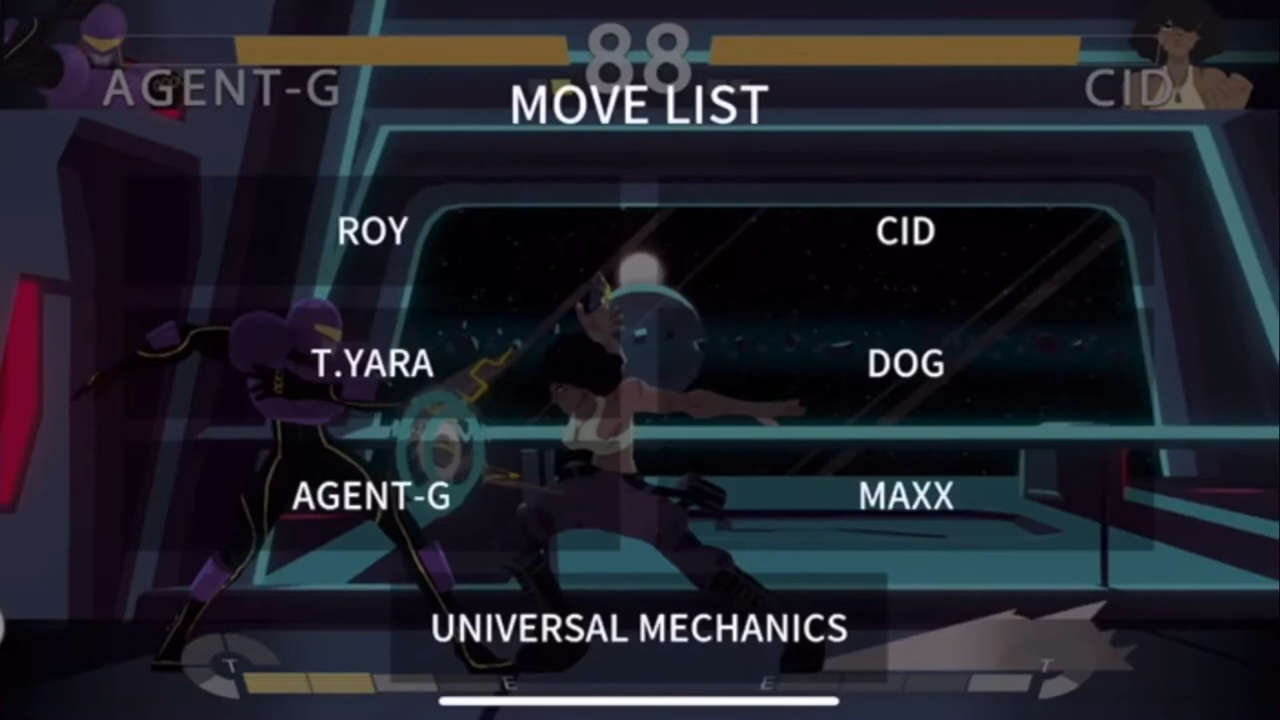 88
AGENT-G
CID
MOVE LIST
ROY
CID
T.YARA
DOG
AGENT-G
MAXX
UNIVERSAL MECHANICS
T
T
E
E